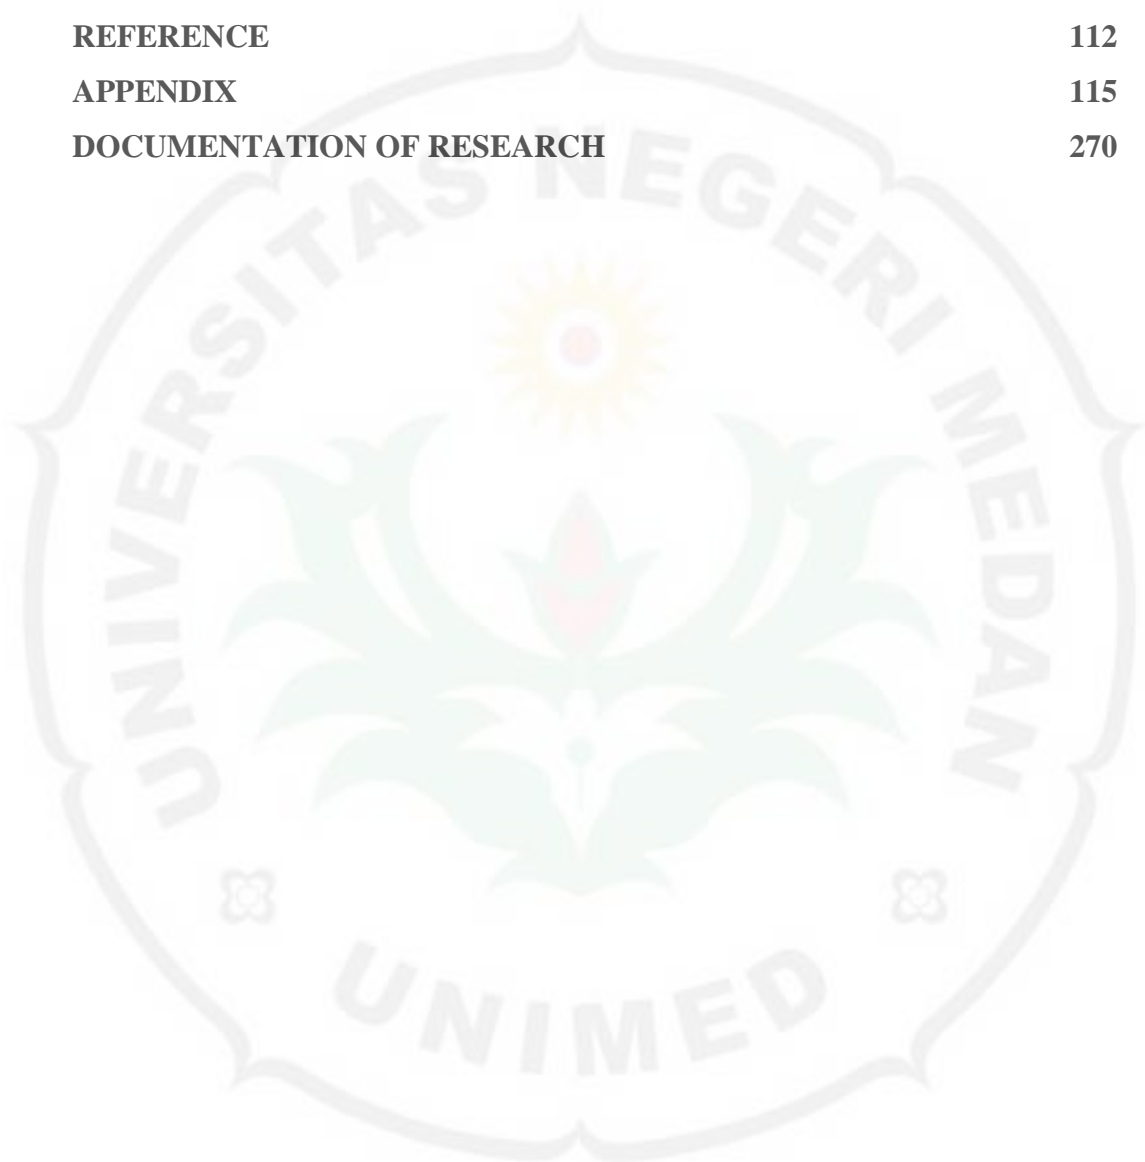 REFERENCE 112
APPENDIX 115
DOCUMENTATION OF RESEARCH 270
UNIVERSITAS NEGERI MEDAN
UNIMED